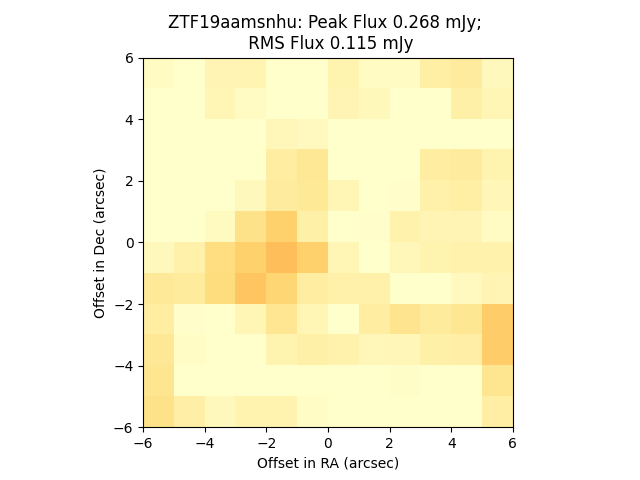 ZTF19aamsnhu: Peak Flux 0.268 mJy;
RMS Flux 0.115 mJy
6
4
2
0
−2
−4
−6
Offset in Dec (arcsec)
−6 −4 −2 0 2 4 6
Offset in RA (arcsec)